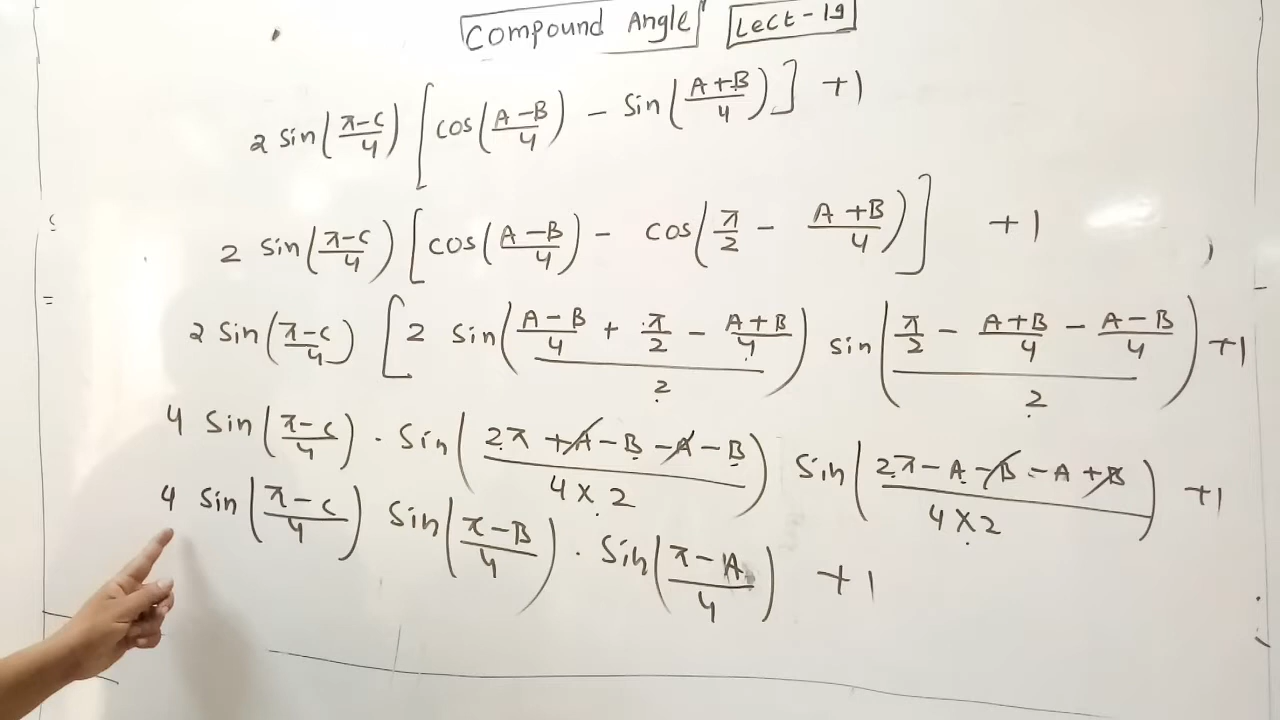 Compound Angle Lect-19
2 sin(π-C/4) [cos(A-B/4) - sin(A+B/4)] +1
2 sin(π-C/4) [cos(A-B/4) - cos(π/2 - A+B/4)] +1
=
2 sin(π-C/4) [2 sin((A-B/4 + π/2 - A+B/4)/2) sin((π/2 - A+B/4 - A-B/4)/2) +1
4 sin(π-C/4) . sin(2π+A-B-A-B/4×2) sin(2π-A-B-A+B/4×2) +1
4 sin(π-C/4) sin(π-B/4) . sin(π-A/4) +1